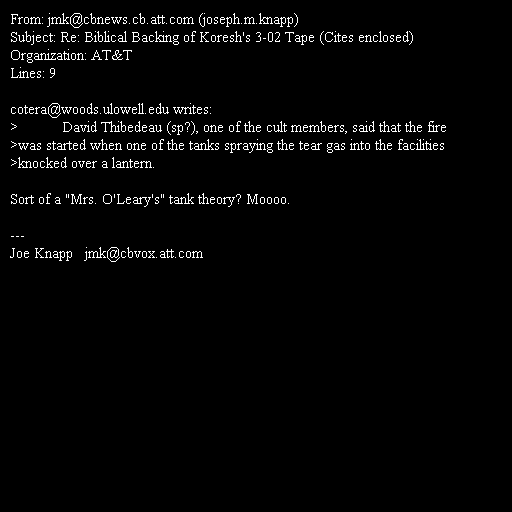 From: jmk@cbnews.cb.att.com (joseph.m.knapp)
Subject: Re: Biblical Backing of Koresh's 3-02 Tape (Cites enclosed)
Organization: AT&T
Lines: 9

cotera@woods.ulowell.edu writes:
>            David Thibedeau (sp?), one of the cult members, said that the fire
>was started when one of the tanks spraying the tear gas into the facilities
>knocked over a lantern.

Sort of a "Mrs. O'Leary's" tank theory? Moooo.

---
Joe Knapp   jmk@cbvox.att.com